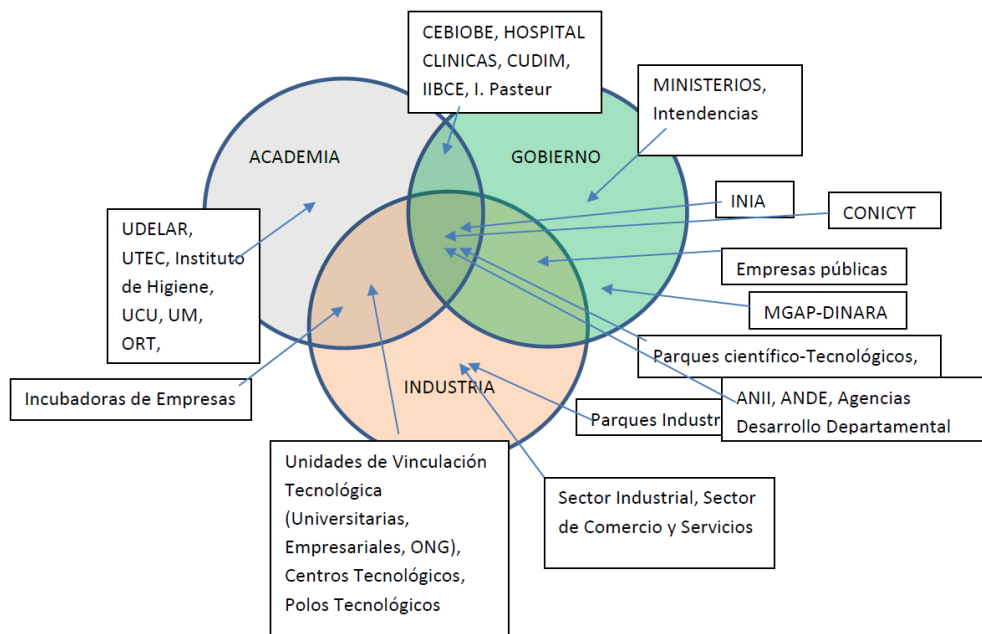 CEBIOBE, HOSPITAL
CLINICAS, CUDIM,
IIBCE, I. Pasteur
MINISTERIOS,
Intendencias
ACADEMIA
GOBIERNO
INIA
CONICYT
UDELAR,
UTEC, Instituto
de Higiene,
UCU, UM,
ORT,
Empresas públicas
MGAP-DINARA
Parques científico-Tecnológicos,
Incubadoras de Empresas
INDUSTRIA
Parques Industr
ANII, ANDE, Agencias
Desarrollo Departamental
Unidades de Vinculación
Tecnológica
(Universitarias,
Empresariales, ONG),
Centros Tecnológicos,
Polos Tecnológicos
Sector Industrial, Sector
de Comercio y Servicios